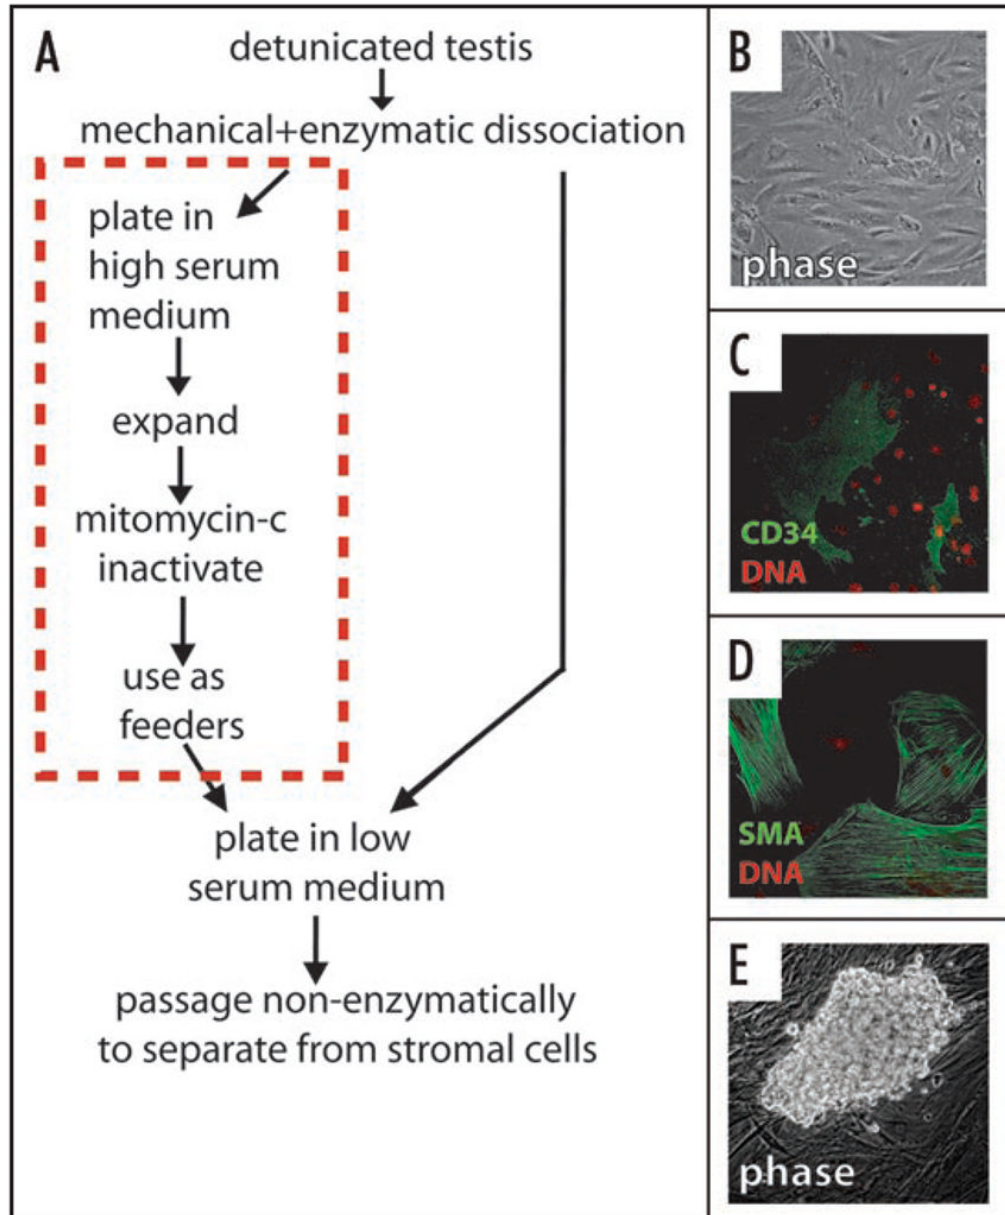 A
detunicated testis
mechanical+enzymatic dissociation
plate in
high serum
medium
expand
mitomycin-c
inactivate
use as
feeders
plate in low
serum medium
passage non-enzymatically
to separate from stromal cells
B
phase
C
CD34
DNA
D
SMA
DNA
E
phase